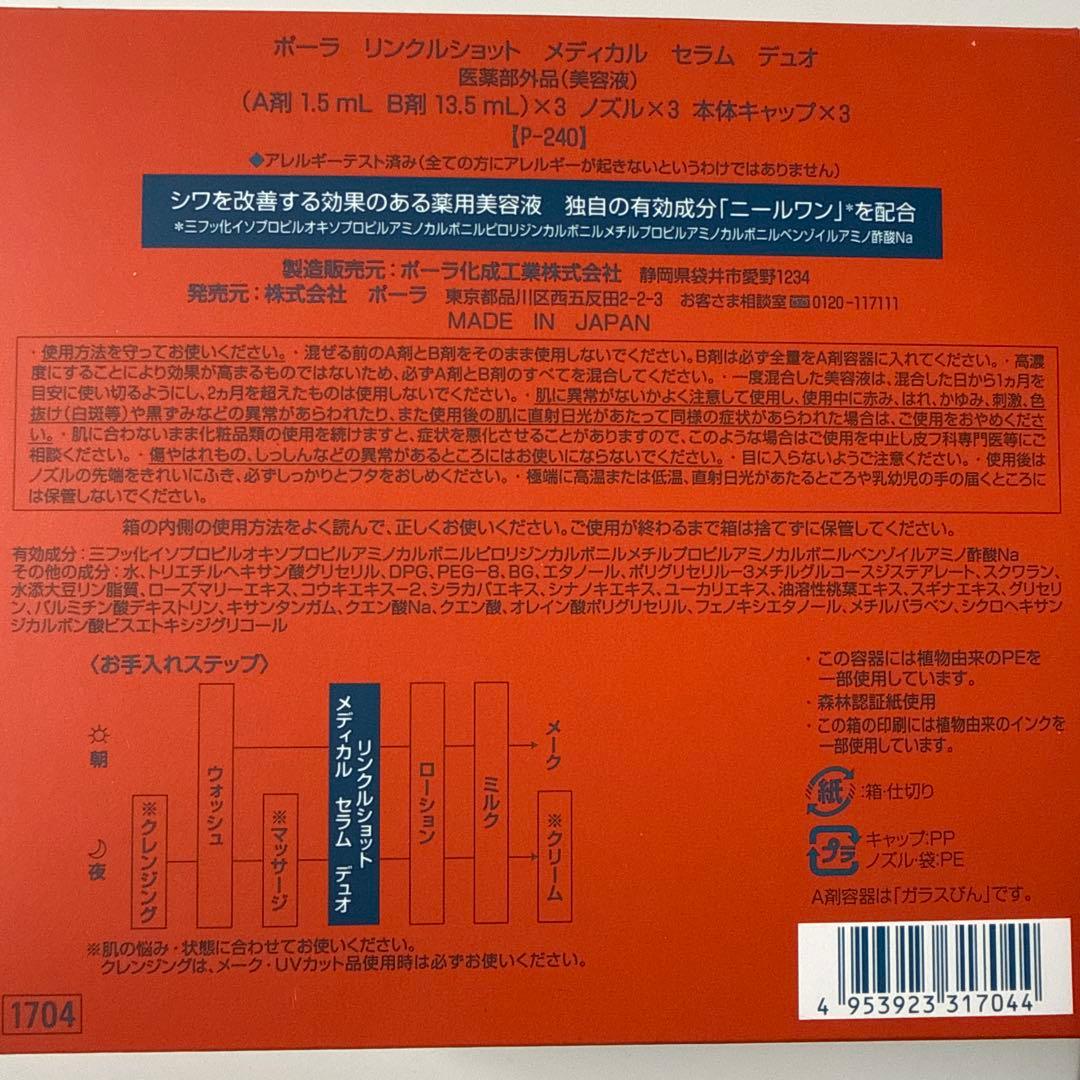 ポーラ リンクルショット メディカル セラム デュオ
医薬部外品(美容液)
(A剤 1.5 mL B剤 13.5 mL)×3 ノズル×3 本体キャップ×3
【P-240】
◆アレルギーテスト済み(全ての方にアレルギーが起きないというわけではありません)
シワを改善する効果のある薬用美容液 独自の有効成分「ニールワン」*を配合
*三フッ化イソプロピルオキソプロピルアミノカルボニルピロリジンカルボニルメチルプロピルアミノカルボニルベンゾイルアミノ酢酸Na
製造販売元:ポーラ化成工業株式会社 静岡県袋井市愛野1234
発売元:株式会社 ポーラ 東京都品川区西五反田2-2-3 お客さま相談室 0120-117111
MADE IN JAPAN
・使用方法を守ってお使いください。・混ぜる前のA剤とB剤をそのまま使用しないでください。B剤は必ず全量をA剤容器に入れてください。・高濃
度にすることにより効果が高まるものではないため、必ずA剤とB剤のすべてを混合してください。・一度混合した美容液は、混合した日から1ヵ月を
目安に使い切るようにし、2ヵ月を超えたものは使用しないでください。・肌に異常がないかよく注意して使用し、使用中に赤み、はれ、かゆみ、刺激、色
抜け(白斑等)や黒ずみなどの異常があらわれたり、また使用後の肌に直射日光があたって同様の症状があらわれた場合は、ご使用をおやめくださ
い。・肌に合わないまま化粧品類の使用を続けますと、症状を悪化させることがありますので、このような場合はご使用を中止し皮フ科専門医等にご
相談ください。・傷やはれもの、しっしんなどの異常があるところにはお使いにならないでください。・目に入らないようご注意ください。・使用後は
ノズルの先端をきれいにふき、必ずしっかりとフタをおしめください。・極端に高温または低温、直射日光があたるところや乳幼児の手の届くところに
は保管しないでください。
箱の内側の使用方法をよく読んで、正しくお使いください。ご使用が終わるまで箱は捨てずに保管してください。
有効成分:三フッ化イソプロピルオキソプロピルアミノカルボニルピロリジンカルボニルメチルプロピルアミノカルボニルベンゾイルアミノ酢酸Na
その他の成分:水、トリエチルヘキサン酸グリセリル、DPG、PEG-8、BG、エタノール、ポリグリセリル-3メチルグルコースジステアレート、スクワラン、
水添大豆リン脂質、ローズマリーエキス、コウキエキス-2、シラカバエキス、シナノキエキス、ユーカリエキス、油溶性桃葉エキス、スギナエキス、グリセリ
ン、パルミチン酸デキストリン、キサンタンガム、クエン酸Na、クエン酸、オレイン酸ポリグリセリル、フェノキシエタノール、メチルパラベン、シクロヘキサン
ジカルボン酸ビスエトキシジグリコール
〈お手入れステップ〉
朝
夜
※クレンジング
ウォッシュ
※マッサージ
リンクルショット
メディカル セラム デュオ
ローション
ミルク
メーク
※クリーム
※肌の悩み・状態に合わせてお使いください。
クレンジングは、メーク・UVカット品使用時は必ずお使いください。
・この容器には植物由来のPEを
一部使用しています。
・森林認証紙使用
・この箱の印刷には植物由来のインクを
一部使用しています。
紙:箱・仕切り
プラ
キャップ:PP
ノズル・袋:PE
A剤容器は「ガラスびん」です。
4 953923 317044
1704